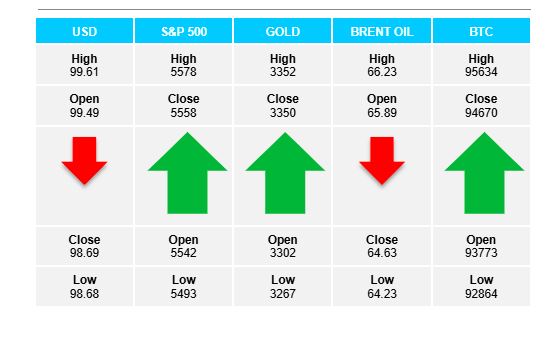 USD S&P 500 GOLD BRENT OIL BTC
High High High High High
99.61 5578 3352 66.23 95634
Open Close Close Open Close
99.49 5558 3350 65.89 94670
Close Open Open Close Open
98.69 5542 3302 64.63 93773
Low Low Low Low Low
98.68 5493 3267 64.23 92864